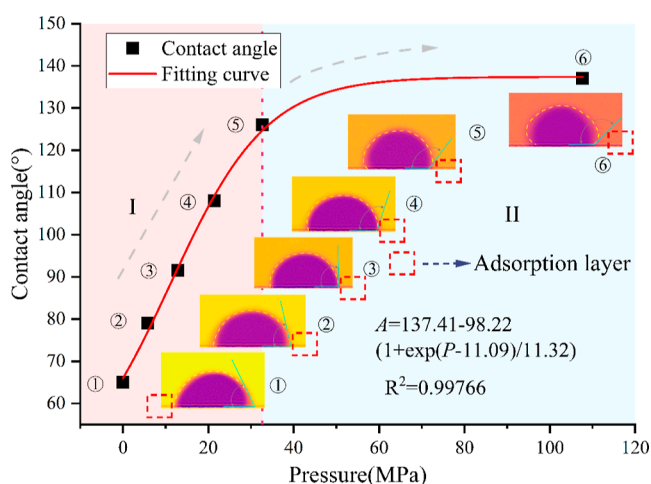 150
140
130
120
110
100
90
80
70
60
Contact angle(°)
Contact angle
Fitting curve
I
II
①
②
③
④
⑤
⑥
⑤
⑥
④
③
②
①
Adsorption layer
A=137.41-98.22
(1+exp(P-11.09)/11.32)
R²=0.99766
0
20
40
60
80
100
120
Pressure(MPa)